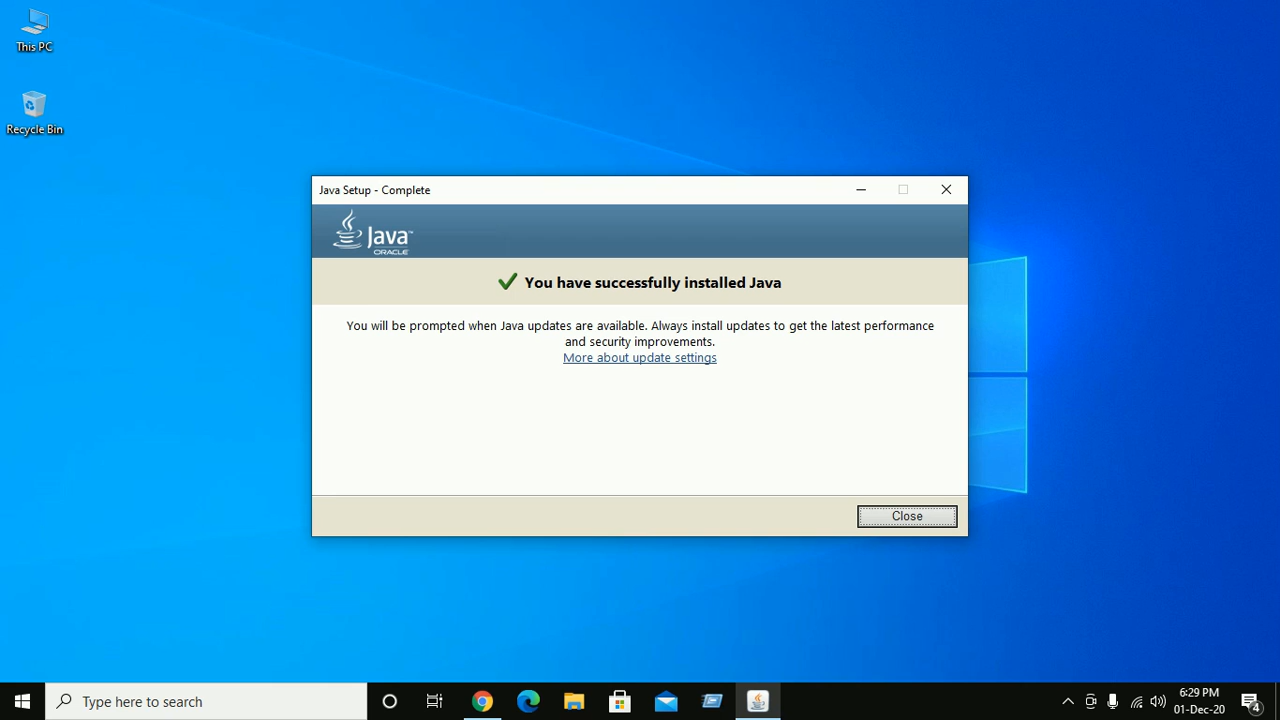 This PC
Recycle Bin
Java Setup - Complete
Java™
ORACLE
You have successfully installed Java
You will be prompted when Java updates are available. Always install updates to get the latest performance
and security improvements.
More about update settings
Close
Type here to search
6:29 PM
01-Dec-20
4